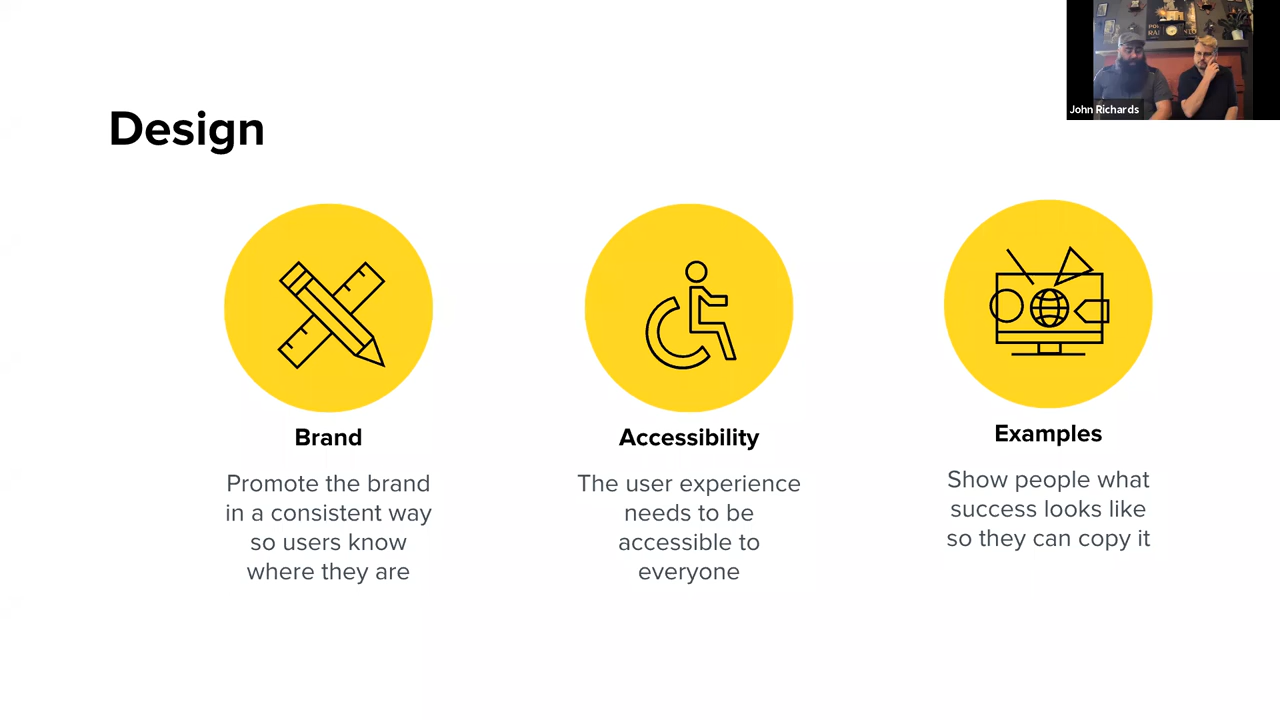 Design
John Richards
Brand
Promote the brand
in a consistent way
so users know
where they are
Accessibility
The user experience
needs to be
accessible to
everyone
Examples
Show people what
success looks like
so they can copy it